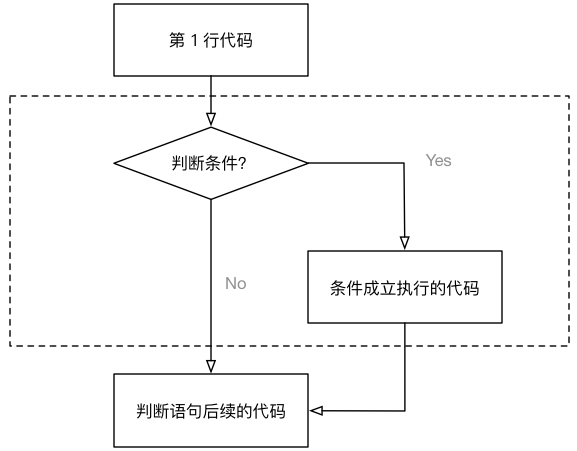 第 1 行代码
判断条件?
Yes
No
条件成立执行的代码
判断语句后续的代码